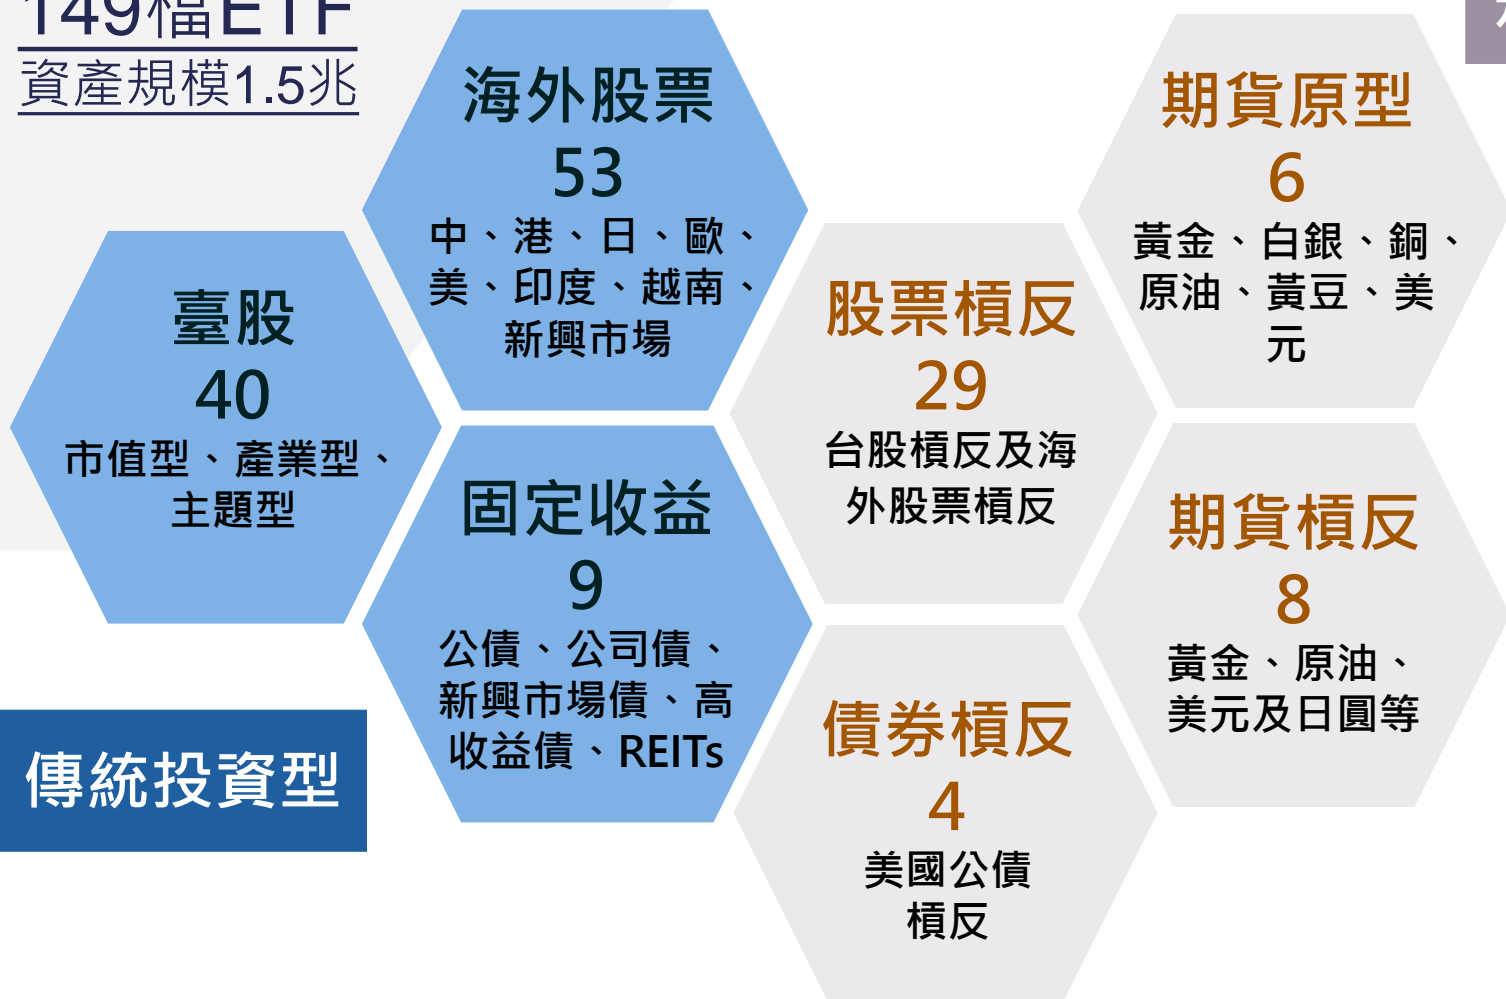 149檔ETF
資產規模1.5兆
海外股票
53
中、港、日、歐、
美、印度、越南、
新興市場
臺股
40
市值型、產業型、
主題型
固定收益
9
公債、公司債、
新興市場債、高
收益債、REITs
傳統投資型
期貨原型
6
黃金、白銀、銅、
原油、黃豆、美
元
股票槓反
29
台股槓反及海
外股票槓反
期貨槓反
8
黃金、原油、
美元及日圓等
債券槓反
4
美國公債
槓反